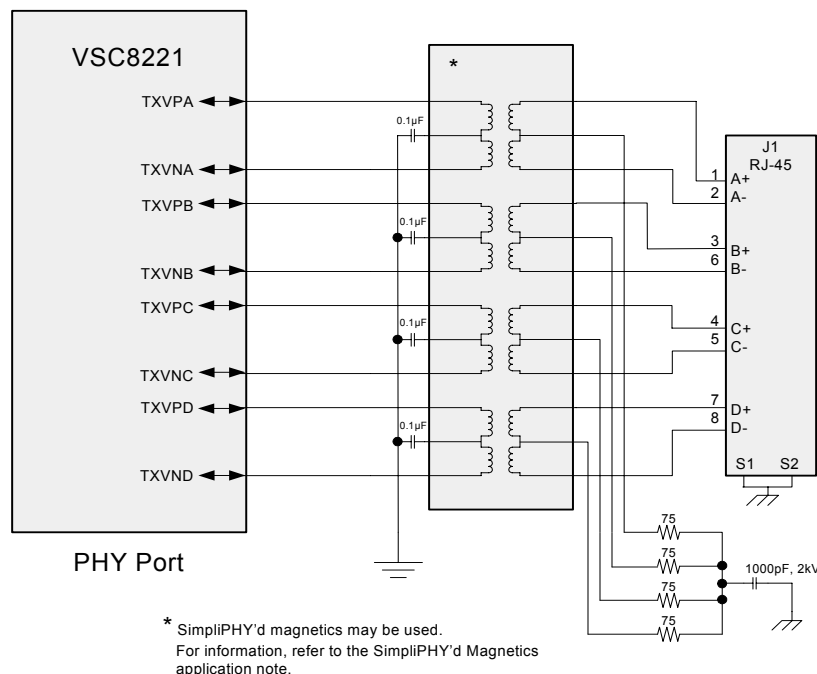 VSC8221
*
TXVPA
0.1µF
TXVNA
TXVPB
0.1µF
TXVNB
TXVPC
0.1µF
TXVNC
TXVPD
0.1µF
TXVND
J1
RJ-45
1 A+
2 A-
3 B+
6 B-
4 C+
5 C-
7 D+
8 D-
S1 S2
75
75
75
75
1000pF, 2kV
PHY Port
* SimpliPHY'd magnetics may be used.
For information, refer to the SimpliPHY'd Magnetics
application note.